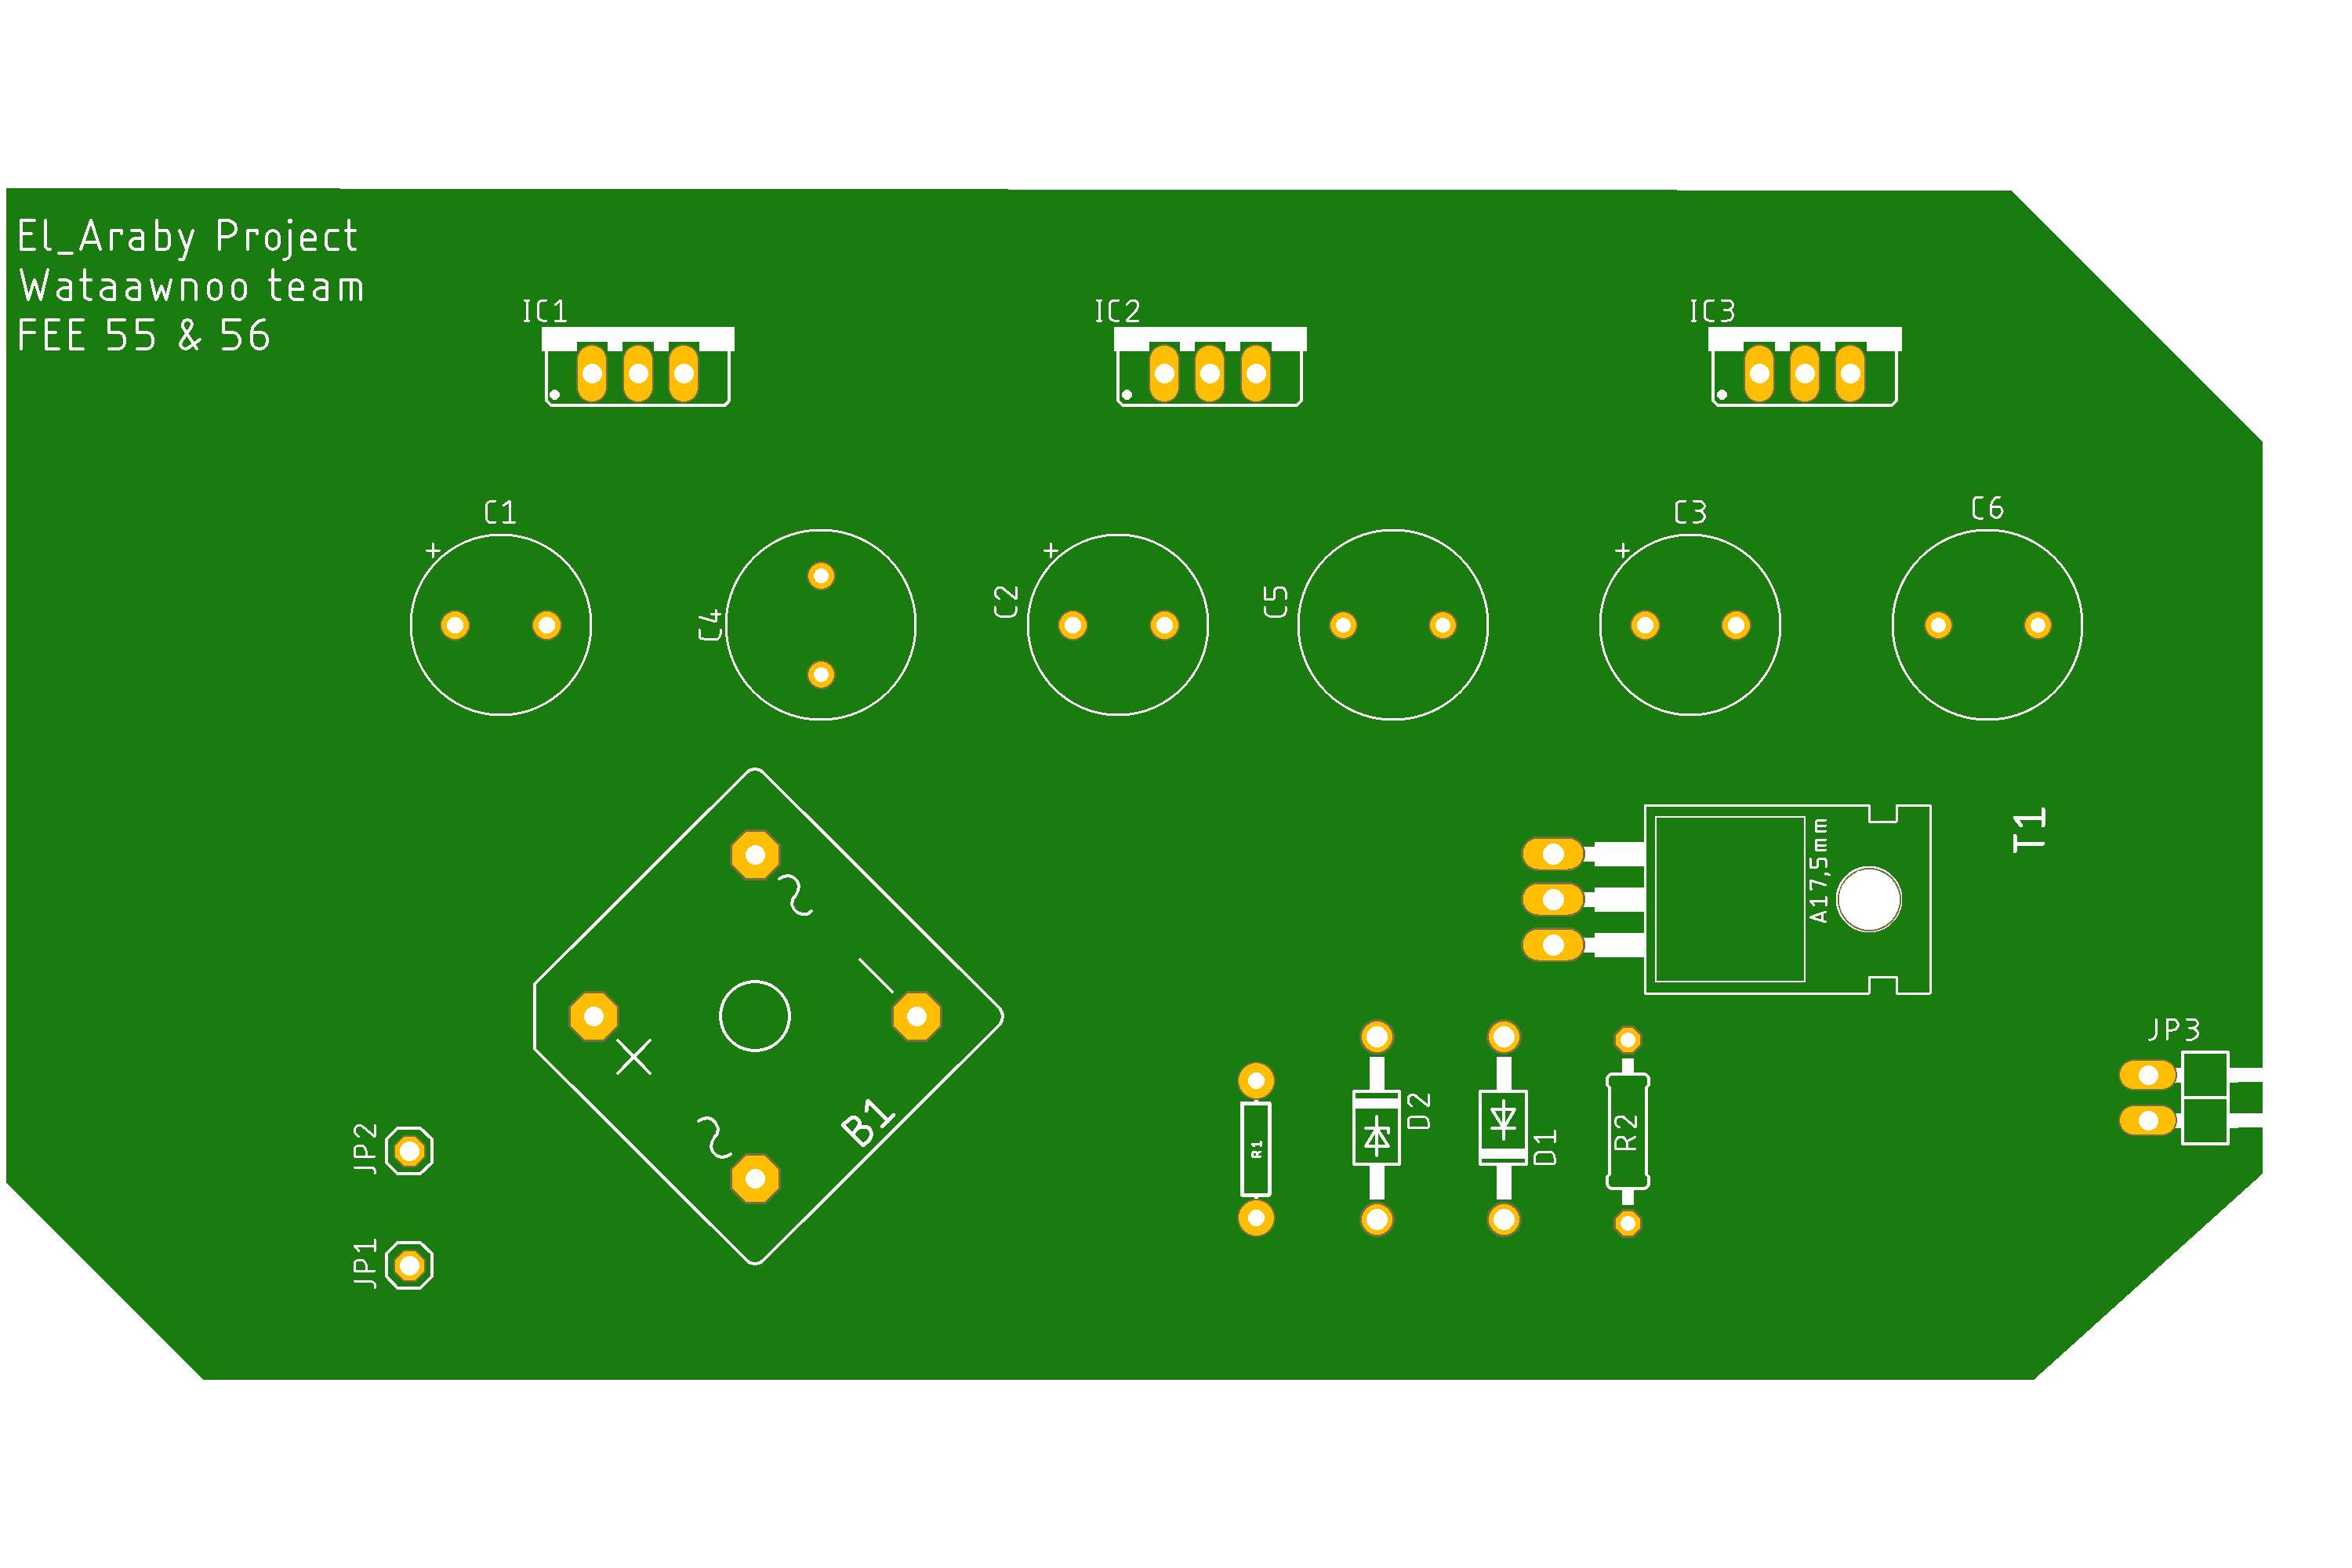 El_Araby Project
Wataawnoo team
FEE 55 & 56
IC1
IC2
IC3
C1
C4
C2
C5
C3
C6
+
+
+
T1
A17,5mm
B1
JP3
JP2
JP1
R1
D2
D1
R2